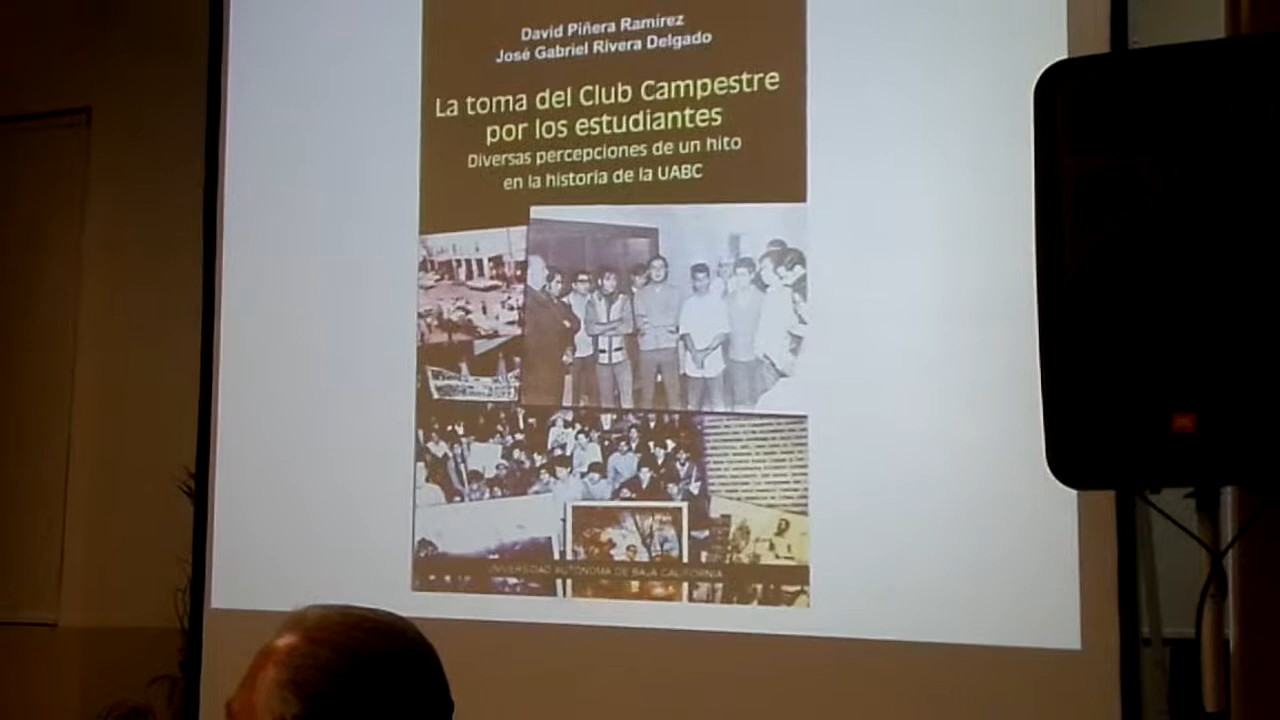 David Piñera Ramírez
José Gabriel Rivera Delgado
La toma del Club Campestre
por los estudiantes
Diversas percepciones de un hito
en la historia de la UABC
UNIVERSIDAD AUTÓNOMA DE BAJA CALIFORNIA